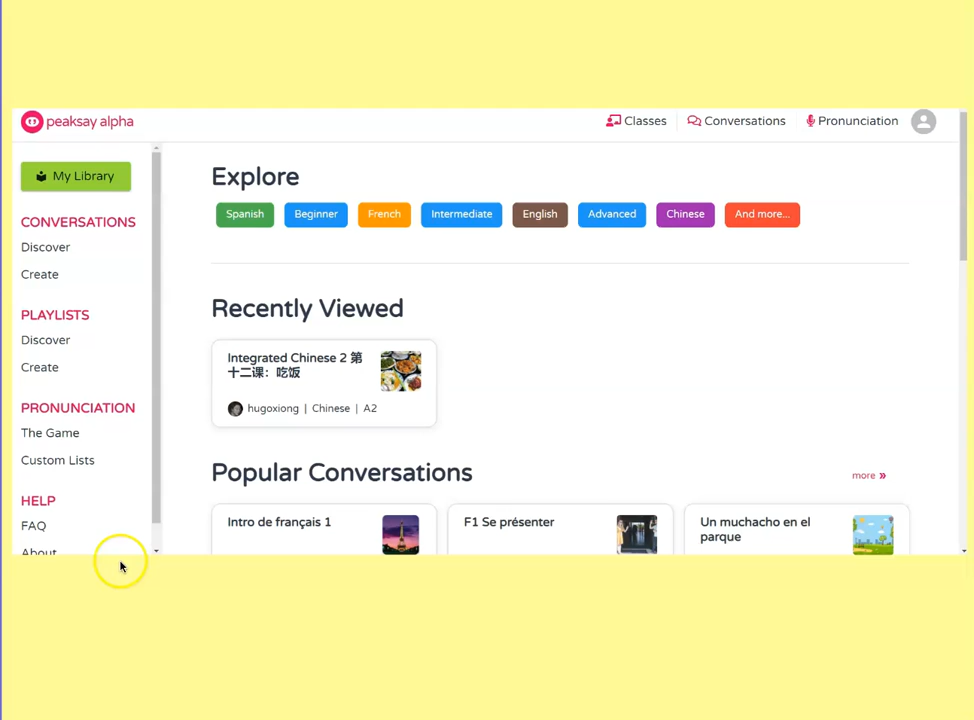 peaksay alpha
Classes
Conversations
Pronunciation
My Library
CONVERSATIONS
Discover
Create
PLAYLISTS
Discover
Create
PRONUNCIATION
The Game
Custom Lists
HELP
FAQ
About
Explore
Spanish
Beginner
French
Intermediate
English
Advanced
Chinese
And more...
Recently Viewed
Integrated Chinese 2 第
十二课：吃饭
hugoxiong | Chinese | A2
Popular Conversations
more »
Intro de français 1
F1 Se présenter
Un muchacho en el
parque